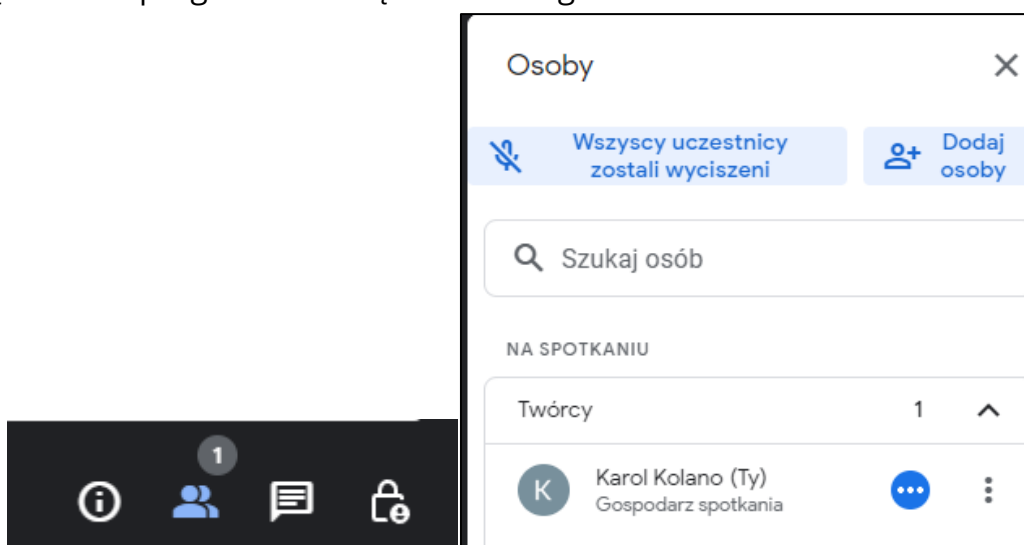 Osoby
Wszyscy uczestnicy
zostali wyciszeni
Dodaj
osoby
Szukaj osób
NA SPOTKANIU
Twórcy 1
K
Karol Kolano (Ty)
Gospodarz spotkania
1